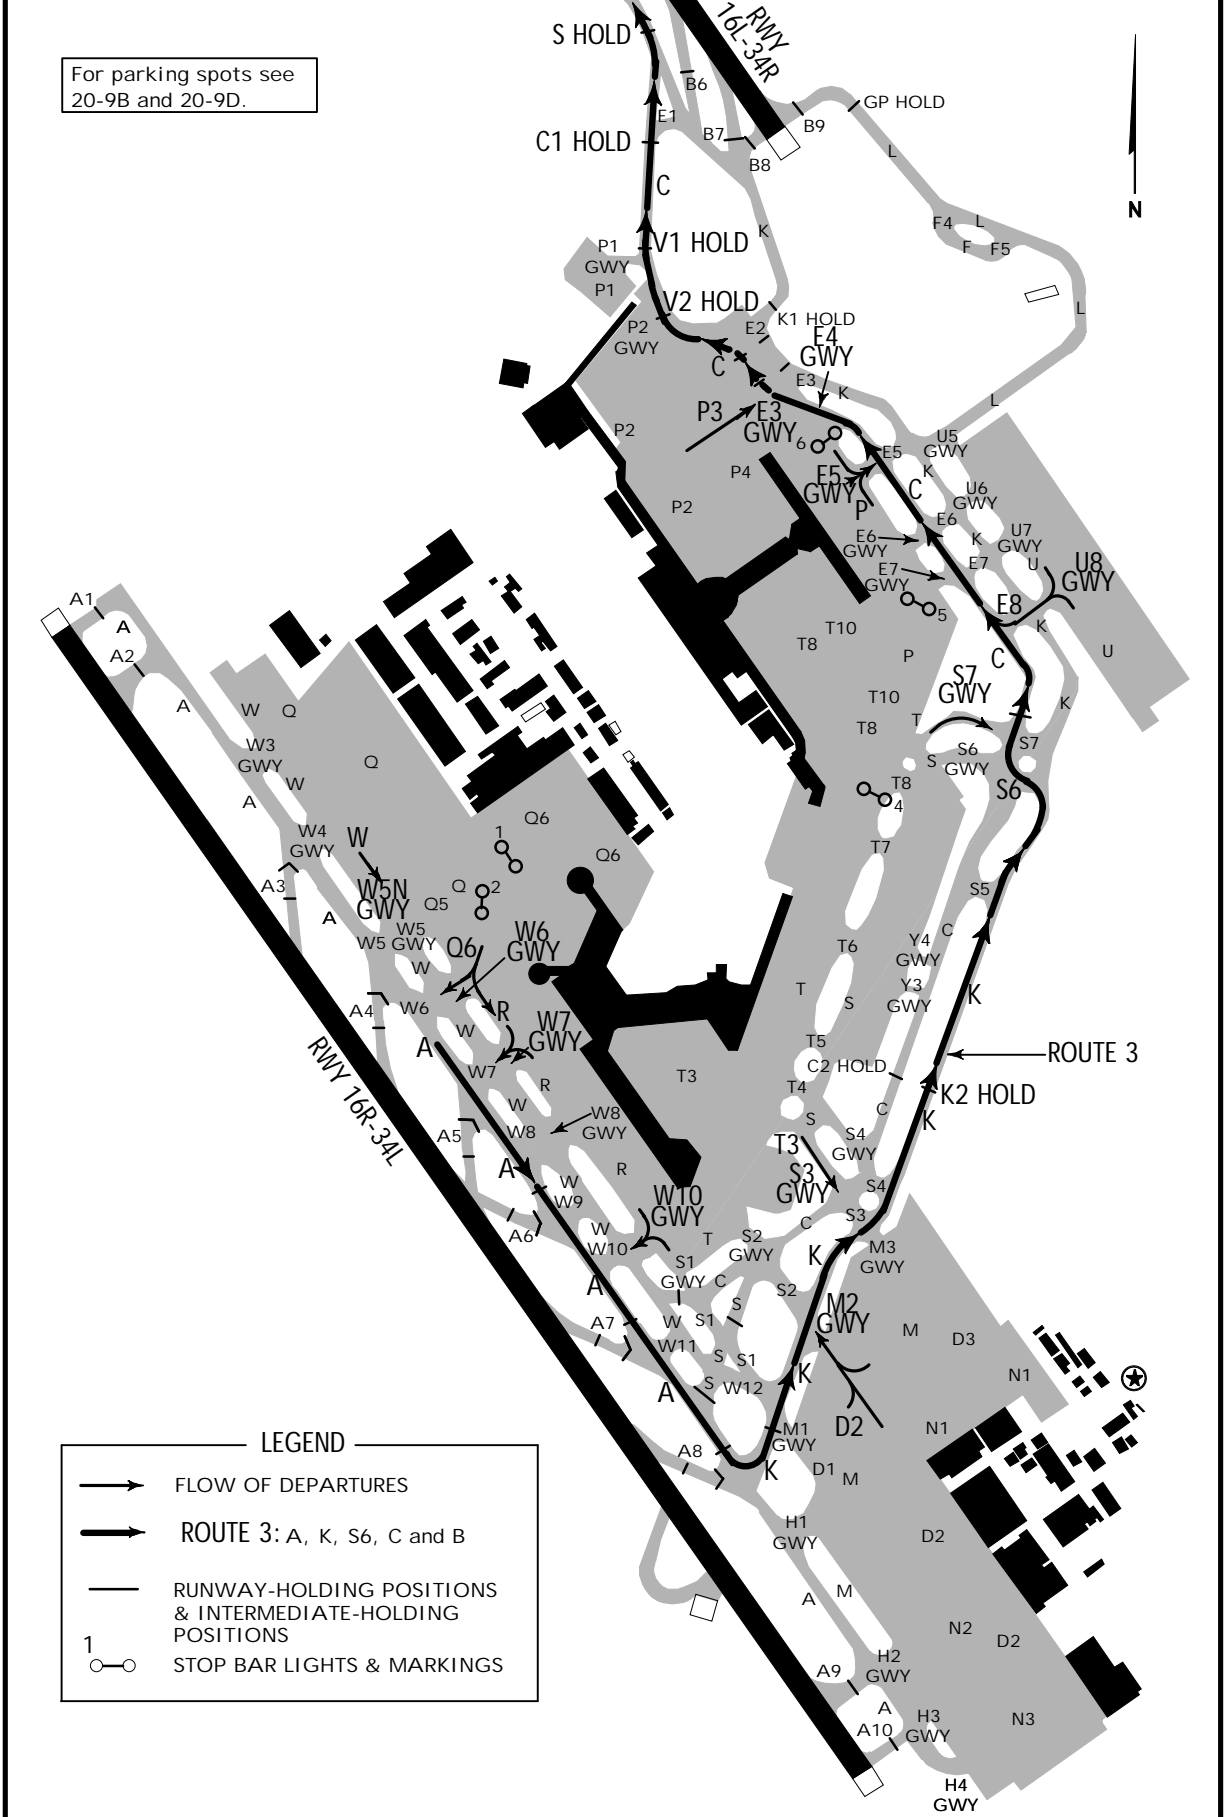 RWY
16L-34R
S HOLD
For parking spots see
20-9B and 20-9D.
B6
GP HOLD
E1
B9
B7
C1 HOLD
B8
L
C
N
F4
L
K
P1
GWY
V1 HOLD
F
F5
P1
V2 HOLD
L
K1 HOLD
P2
GWY
E2
E4
GWY
C
E3
K
L
P3
E3
GWY
P2
6
U5
GWY
E5
P4
K
E5
GWY
C
U6
GWY
P2
P
E6
E6
GWY
K
U7
GWY
E7
GWY
E7
U
U8
GWY
A1
E8
5
A
T10
K
T8
A2
P
C
U
S7
GWY
T10
A
W
Q
K
T
T8
W3
GWY
S7
S6
GWY
Q
S
W
T8
S6
A
4
Q6
W4
GWY
W
1
T7
Q6
A3
W5N
GWY
Q
2
S5
Q5
A
W5
GWY
W5
W6
GWY
C
Q6
T6
Y4
GWY
W
Y3
GWY
T
K
S
A4
W6
R
W7
GWY
W
T5
A
RWY 16R-34L
ROUTE 3
C2 HOLD
W7
T3
R
T4
K2 HOLD
W
W8
GWY
C
K
S
A5
W8
S4
GWY
T3
A
R
S3
GWY
W
W9
S4
W10
GWY
S3
C
W
A6
T
S2
GWY
W10
M3
GWY
K
S1
GWY
C
A
S2
S
M2
GWY
A7
W
S1
M
D3
W11
S
S1
K
N1
A
S
W12
D2
M1
GWY
N1
A8
K
D1
M
LEGEND
FLOW OF DEPARTURES
H1
GWY
D2
ROUTE 3: A, K, S6, C and B
A
M
RUNWAY-HOLDING POSITIONS
& INTERMEDIATE-HOLDING
POSITIONS
N2
D2
1
STOP BAR LIGHTS & MARKINGS
H2
GWY
A9
A
H3
GWY
N3
A10
H4
GWY